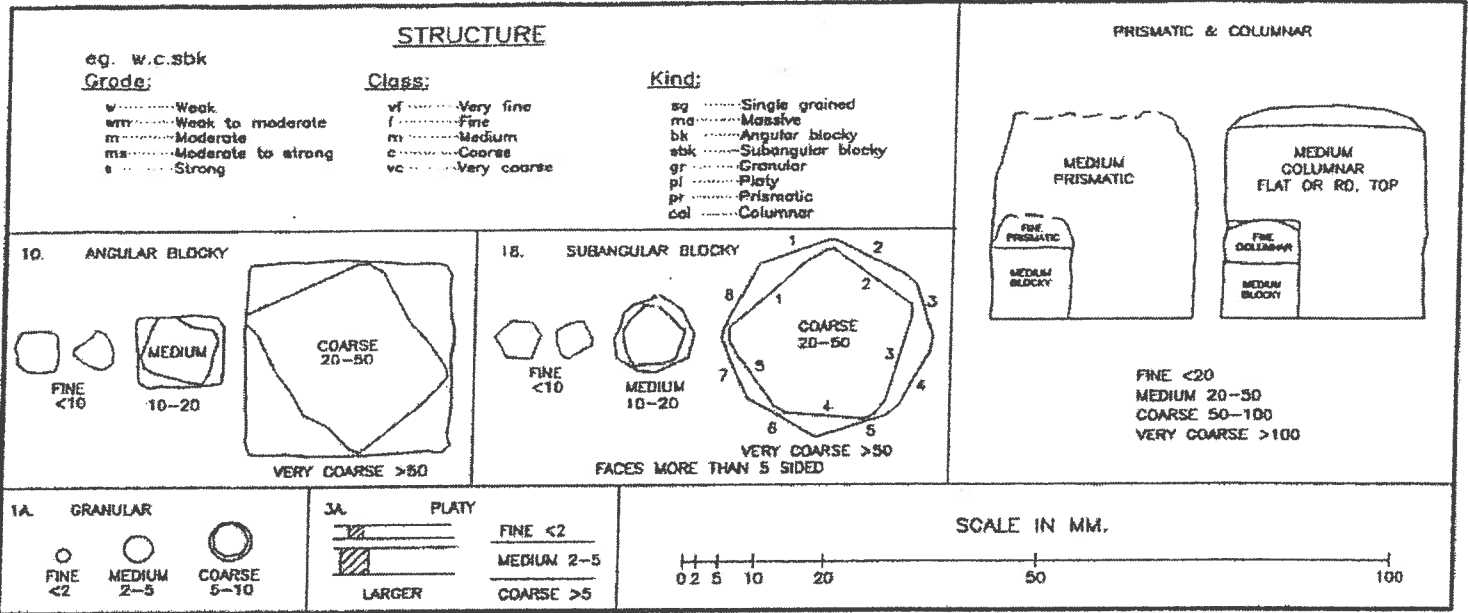 STRUCTURE
eg. w.c.sbk
Grade:
w ........ Weak
wm ........ Weak to moderate
m ........ Moderate
ms ........ Moderate to strong
s ........ Strong
Class:
vf ........ Very fine
f ........ Fine
m ........ Medium
c ........ Coarse
vc ........ Very coarse
Kind:
sg ........ Single grained
ma ........ Massive
bk ........ Angular blocky
sbk ........ Subangular blocky
gr ........ Granular
pl ........ Platy
pr ........ Prismatic
col ........ Columnar
PRISMATIC & COLUMNAR
MEDIUM
PRISMATIC
FINE
PRISMATIC
MEDIUM
BLOCKY
MEDIUM
COLUMNAR
FLAT OR RD. TOP
FINE
COLUMNAR
MEDIUM
BLOCKY
FINE <20
MEDIUM 20-50
COARSE 50-100
VERY COARSE >100
10. ANGULAR BLOCKY
FINE
<10
MEDIUM
10-20
COARSE
20-50
VERY COARSE >50
18. SUBANGULAR BLOCKY
FINE
<10
MEDIUM
10-20
1
2
3
4
5
6
7
8
1
2
3
4
5
COARSE
20-50
VERY COARSE >50
FACES MORE THAN 5 SIDED
1A. GRANULAR
FINE
<2
MEDIUM
2-5
COARSE
5-10
3A. PLATY
LARGER
FINE <2
MEDIUM 2-5
COARSE >5
SCALE IN MM.
0 2 5 10 20 50 100